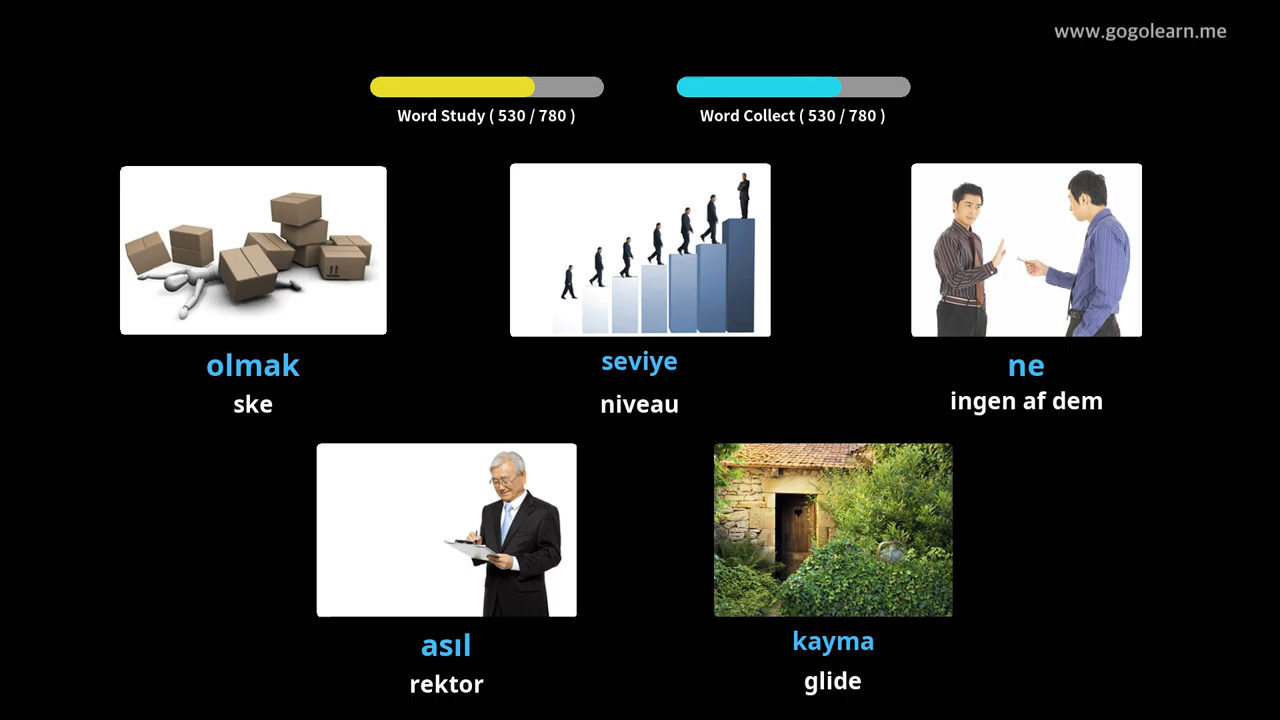 www.gogolearn.me
Word Study ( 530 / 780 )
Word Collect ( 530 / 780 )
olmak
ske
seviye
niveau
ne
ingen af dem
asıl
rektor
kayma
glide